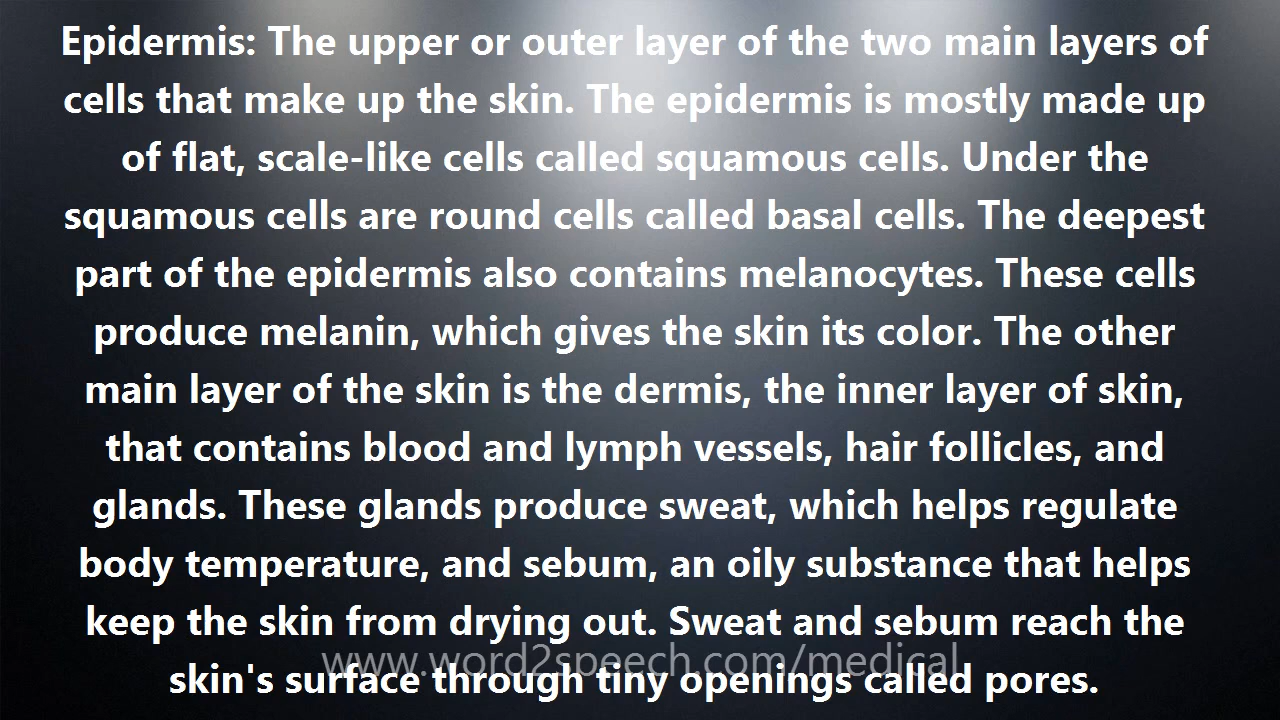 Epidermis: The upper or outer layer of the two main layers of
cells that make up the skin. The epidermis is mostly made up
of flat, scale-like cells called squamous cells. Under the
squamous cells are round cells called basal cells. The deepest
part of the epidermis also contains melanocytes. These cells
produce melanin, which gives the skin its color. The other
main layer of the skin is the dermis, the inner layer of skin,
that contains blood and lymph vessels, hair follicles, and
glands. These glands produce sweat, which helps regulate
body temperature, and sebum, an oily substance that helps
keep the skin from drying out. Sweat and sebum reach the
www.word2speech.com/medical
skin's surface through tiny openings called pores.